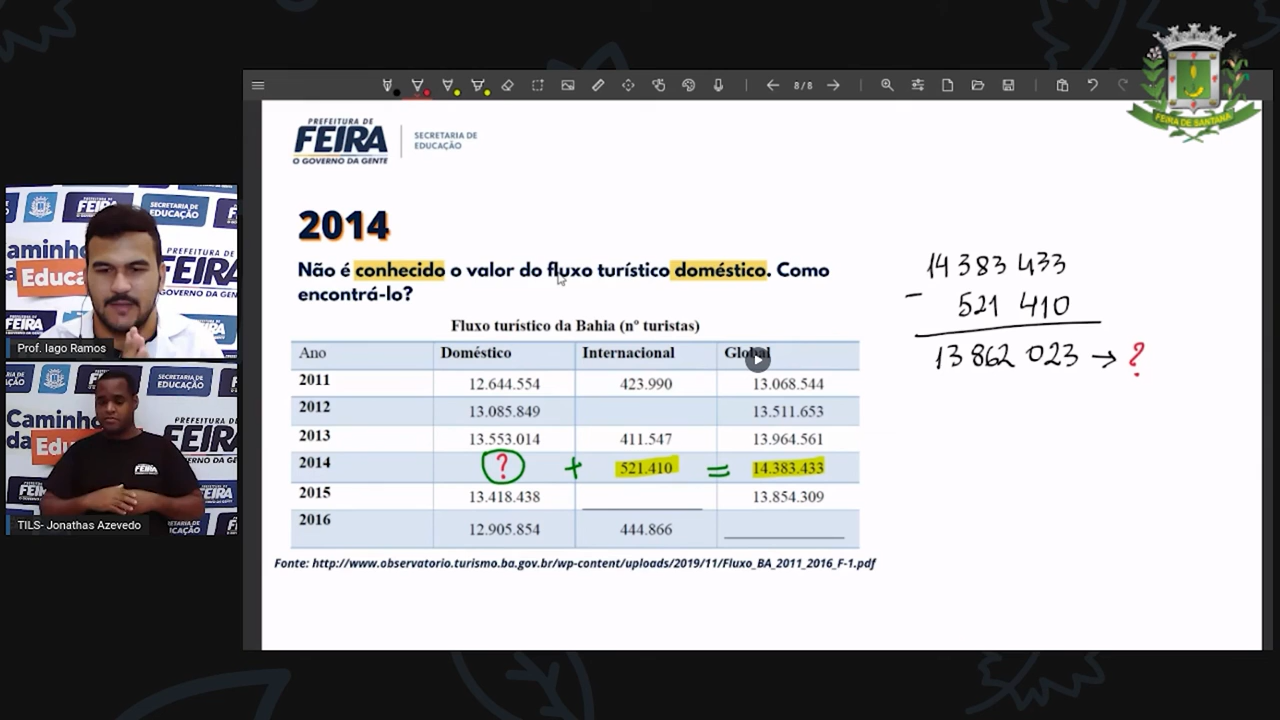 FEIRA DE SANTANA
8/8
PREFEITURA DE
FEIRA
O GOVERNO DA GENTE
SECRETARIA DE
EDUCAÇÃO
2014
Não é conhecido o valor do fluxo turístico doméstico. Como
encontrá-lo?
Fluxo turístico da Bahia (nº turistas)
Ano Doméstico Internacional Global
2011 12.644.554 423.990 13.068.544
2012 13.085.849 13.511.653
2013 13.553.014 411.547 13.964.561
2014 ? + 521.410 = 14.383.433
2015 13.418.438 13.854.309
2016 12.905.854 444.866
Fonte: http://www.observatorio.turismo.ba.gov.br/wp-content/uploads/2019/11/Fluxo_BA_2011_2016_F-1.pdf
14 383 433
- 521 410
13 862 023 → ?
Prof. Iago Ramos
TILS- Jonathas Azevedo